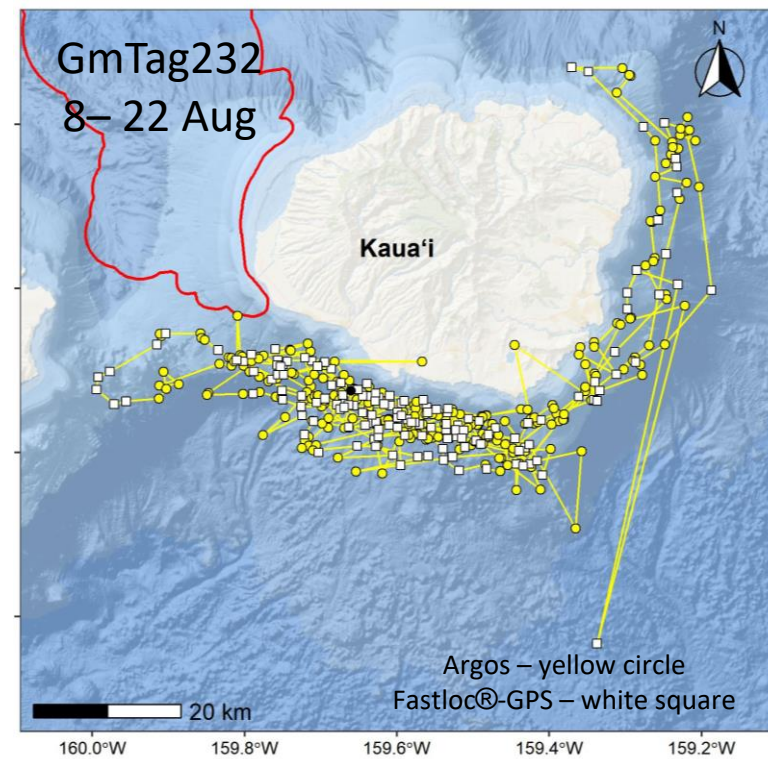 GmTag232
8– 22 Aug
N
Kauaʻi
Argos – yellow circle
Fastloc®-GPS – white square
20 km
160.0°W 159.8°W 159.6°W 159.4°W 159.2°W